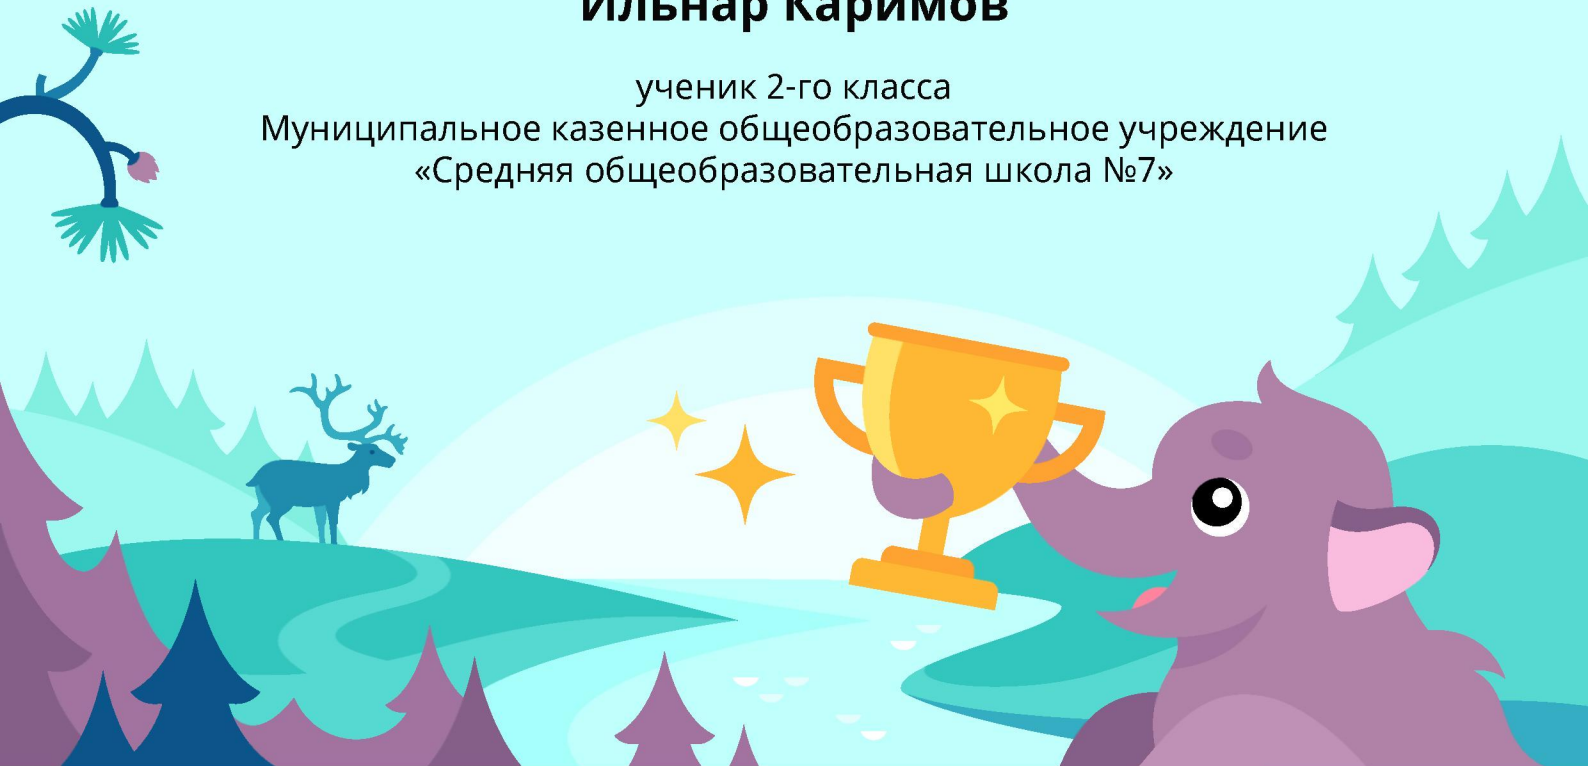 Ильнар Каримов
ученик 2-го класса
Муниципальное казенное общеобразовательное учреждение
«Средняя общеобразовательная школа №7»